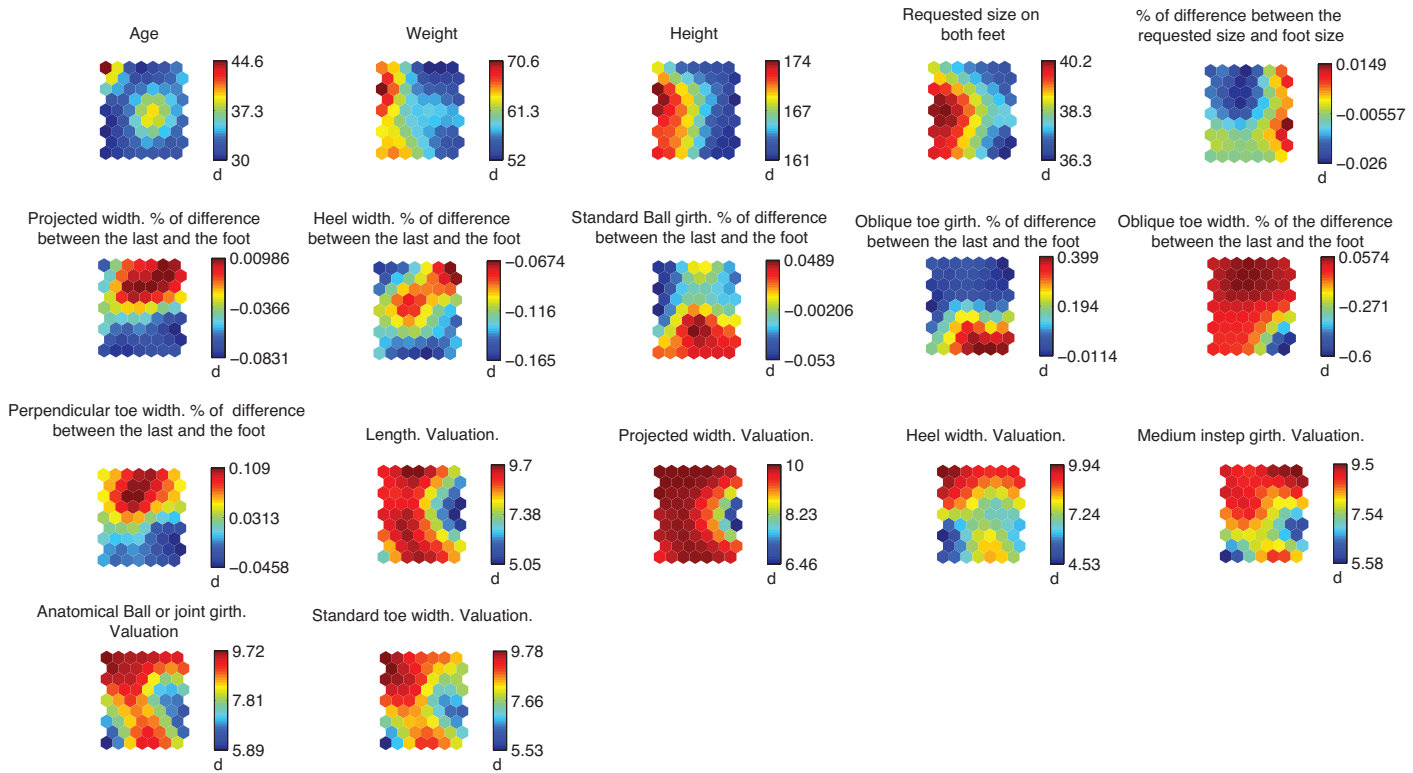 Age
44.6
37.3
30
d
Weight
70.6
61.3
52
d
Height
174
167
161
d
Requested size on
both feet
40.2
38.3
36.3
d
% of difference between the
requested size and foot size
0.0149
−0.00557
−0.026
d
Projected width. % of difference
between the last and the foot
0.00986
−0.0366
−0.0831
d
Heel width. % of difference
between the last and the foot
−0.0674
−0.116
−0.165
d
Standard Ball girth. % of difference
between the last and the foot
0.0489
−0.00206
−0.053
d
Oblique toe girth. % of difference
between the last and the foot
0.399
0.194
−0.0114
d
Oblique toe width. % of the difference
between the last and the foot
0.0574
−0.271
−0.6
d
Perpendicular toe width. % of difference
between the last and the foot
0.109
0.0313
−0.0458
d
Length. Valuation.
9.7
7.38
5.05
d
Projected width. Valuation.
10
8.23
6.46
d
Heel width. Valuation.
9.94
7.24
4.53
d
Medium instep girth. Valuation.
9.5
7.54
5.58
d
Anatomical Ball or joint girth.
Valuation
9.72
7.81
5.89
d
Standard toe width. Valuation.
9.78
7.66
5.53
d